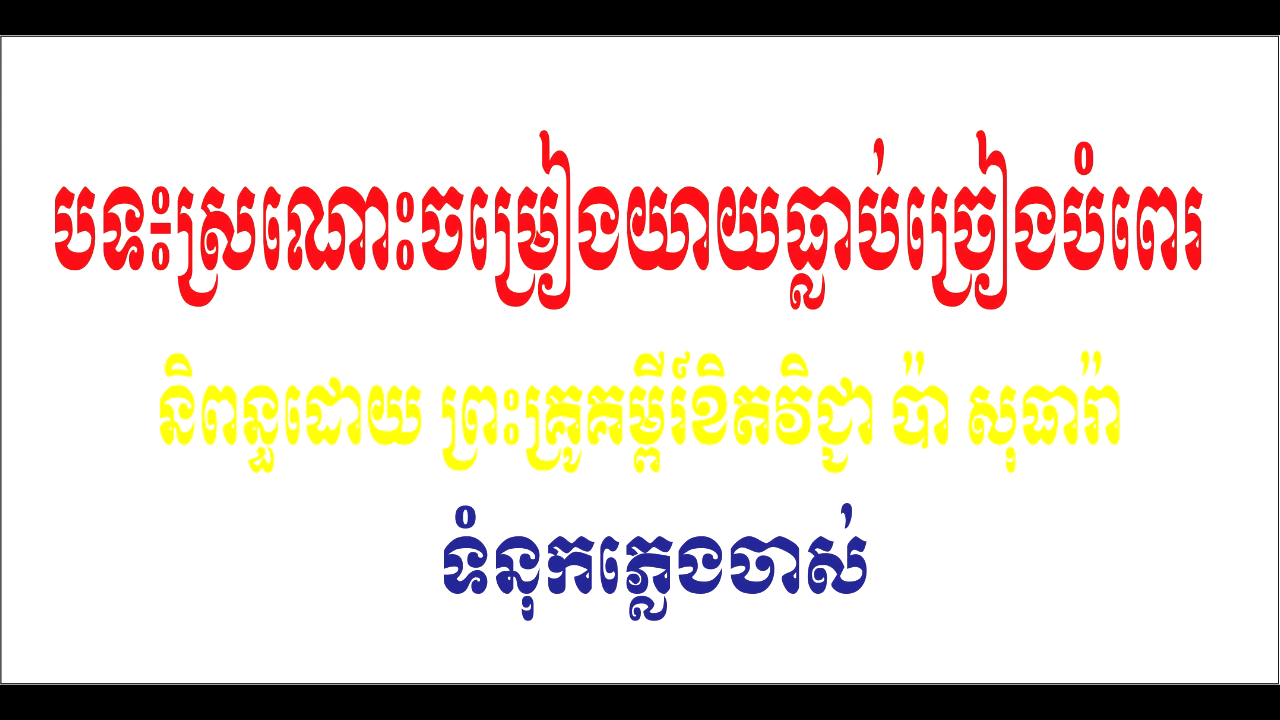 បទ៖ស្រណោះចម្រៀងយាយធ្លាប់ច្រៀងបំពេរ
និពន្ធដោយ ព្រះគ្រូគម្ពីរ៍ខិតវិជ្ជា ប៉ា សុធារ៉ា
ទំនុកភ្លេងចាស់